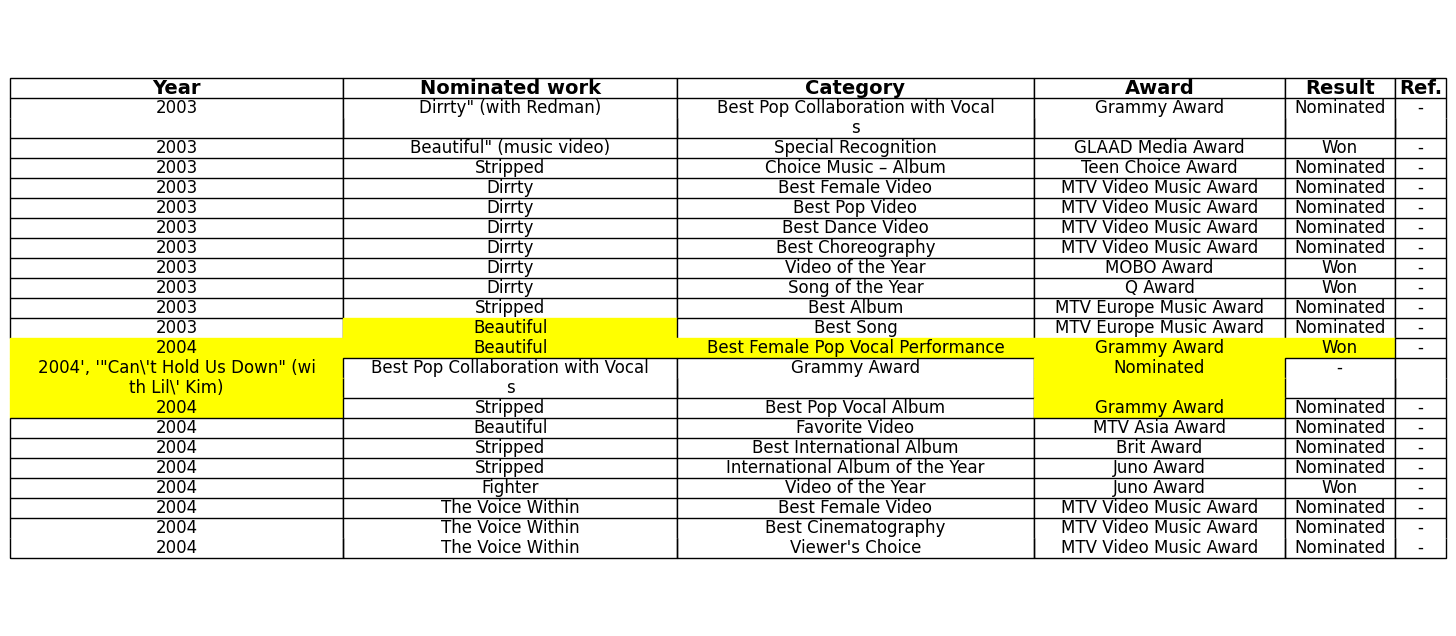 Year Nominated work Category Award Result Ref.
2003 Dirrty" (with Redman) Best Pop Collaboration with Vocal Grammy Award Nominated -
s
2003 Beautiful" (music video) Special Recognition GLAAD Media Award Won -
2003 Stripped Choice Music – Album Teen Choice Award Nominated -
2003 Dirrty Best Female Video MTV Video Music Award Nominated -
2003 Dirrty Best Pop Video MTV Video Music Award Nominated -
2003 Dirrty Best Dance Video MTV Video Music Award Nominated -
2003 Dirrty Best Choreography MTV Video Music Award Nominated -
2003 Dirrty Video of the Year MOBO Award Won -
2003 Dirrty Song of the Year Q Award Won -
2003 Stripped Best Album MTV Europe Music Award Nominated -
2003 Beautiful Best Song MTV Europe Music Award Nominated -
2004 Beautiful Best Female Pop Vocal Performance Grammy Award Won -
2004', '"Can\'t Hold Us Down" (wi Best Pop Collaboration with Vocal Grammy Award Nominated -
th Lil\' Kim) s
2004 Stripped Best Pop Vocal Album Grammy Award Nominated -
2004 Beautiful Favorite Video MTV Asia Award Nominated -
2004 Stripped Best International Album Brit Award Nominated -
2004 Stripped International Album of the Year Juno Award Nominated -
2004 Fighter Video of the Year Juno Award Won -
2004 The Voice Within Best Female Video MTV Video Music Award Nominated -
2004 The Voice Within Best Cinematography MTV Video Music Award Nominated -
2004 The Voice Within Viewer's Choice MTV Video Music Award Nominated -